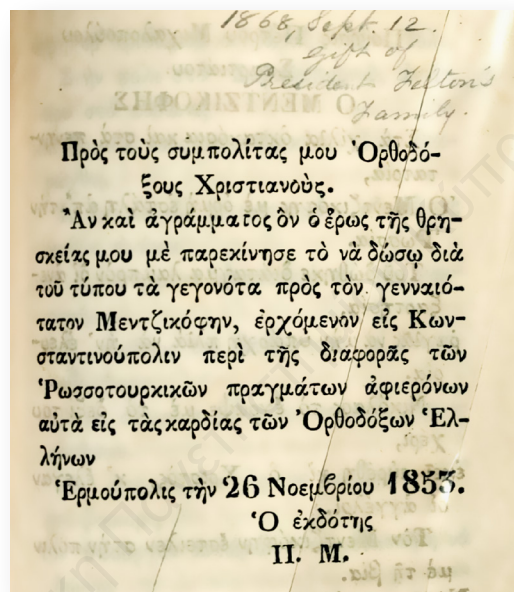 1868, Sept. 12.
Gift of
President Felton's
Family.
Πρὸς τοὺς συμπολίτας μου Ὀρθοδό-
ξους Χριστιανοὺς.
Ἂν καὶ ἀγράμματος ὂν ὁ ἔρως τῆς θρη-
σκείας μου μὲ παρεκίνησε τὸ νὰ δώσῳ διὰ
τοῦ τύπου τὰ γεγονότα πρὸς τὸν γενναιό-
τατον Μεντζικόφην, ἐρχόμενον εἰς Κων-
σταντινούπολιν περὶ τῆς διαφορᾶς τῶν
Ῥωσσοτουρκικῶν πραγμάτων ἀφιερόνων
αὐτὰ εἰς τὰς καρδίας τῶν Ὀρθοδόξων Ἑλ-
λήνων
Ἑρμούπολις τὴν 26 Νοεμβρίου 1853.
Ὁ ἐκδότης
Π. Μ.